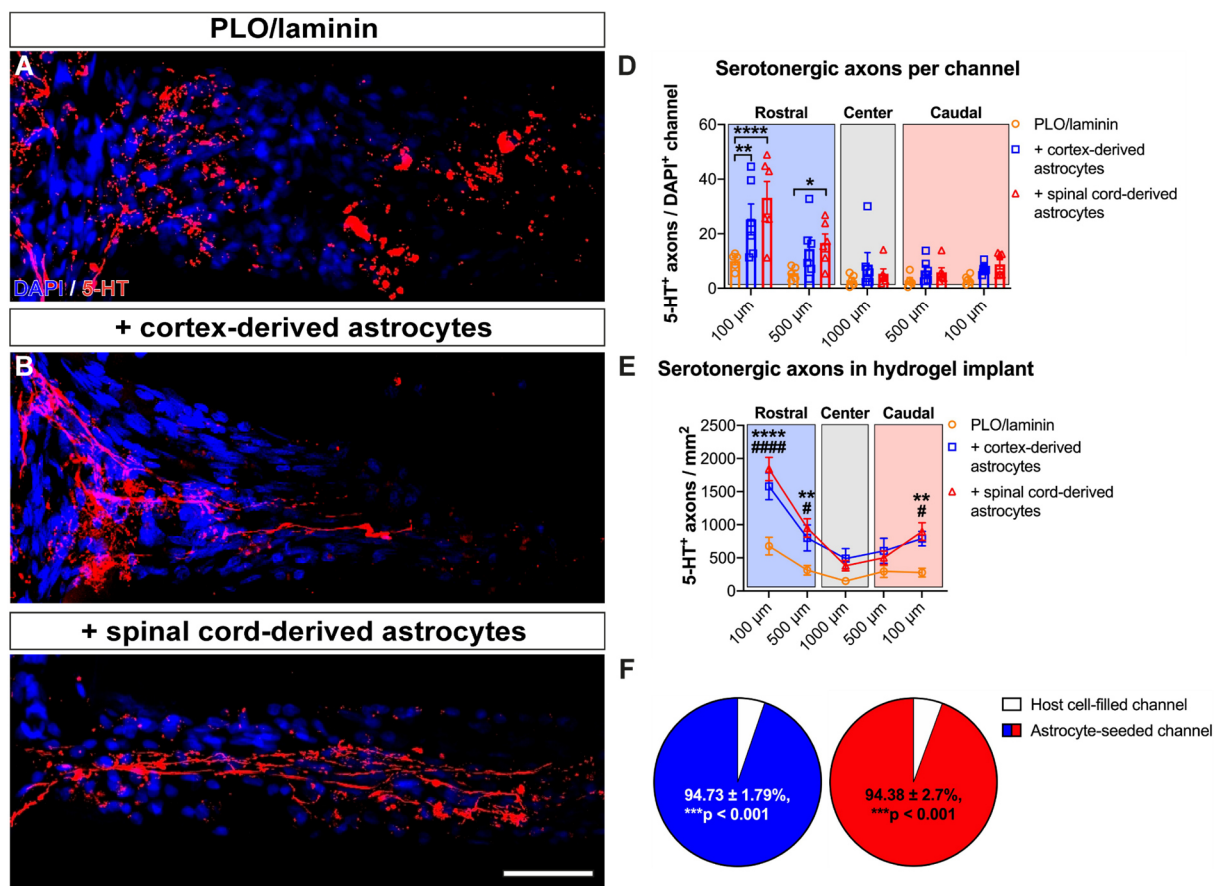 PLO/laminin
A
DAPI / 5-HT
+ cortex-derived astrocytes
B
+ spinal cord-derived astrocytes
D
Serotonergic axons per channel
Rostral
Center
Caudal
5-HT+ axons / DAPI+ channel
60
40
20
0
****
**
*
100 µm
500 µm
1000 µm
500 µm
100 µm
PLO/laminin
+ cortex-derived
astrocytes
+ spinal cord-derived
astrocytes
E
Serotonergic axons in hydrogel implant
Rostral
Center
Caudal
5-HT+ axons / mm2
2500
2000
1500
1000
500
0
****
####
**
#
**
#
100 µm
500 µm
1000 µm
500 µm
100 µm
PLO/laminin
+ cortex-derived
astrocytes
+ spinal cord-derived
astrocytes
F
94.73 ± 1.79%,
***p < 0.001
94.38 ± 2.7%,
***p < 0.001
Host cell-filled channel
Astrocyte-seeded channel